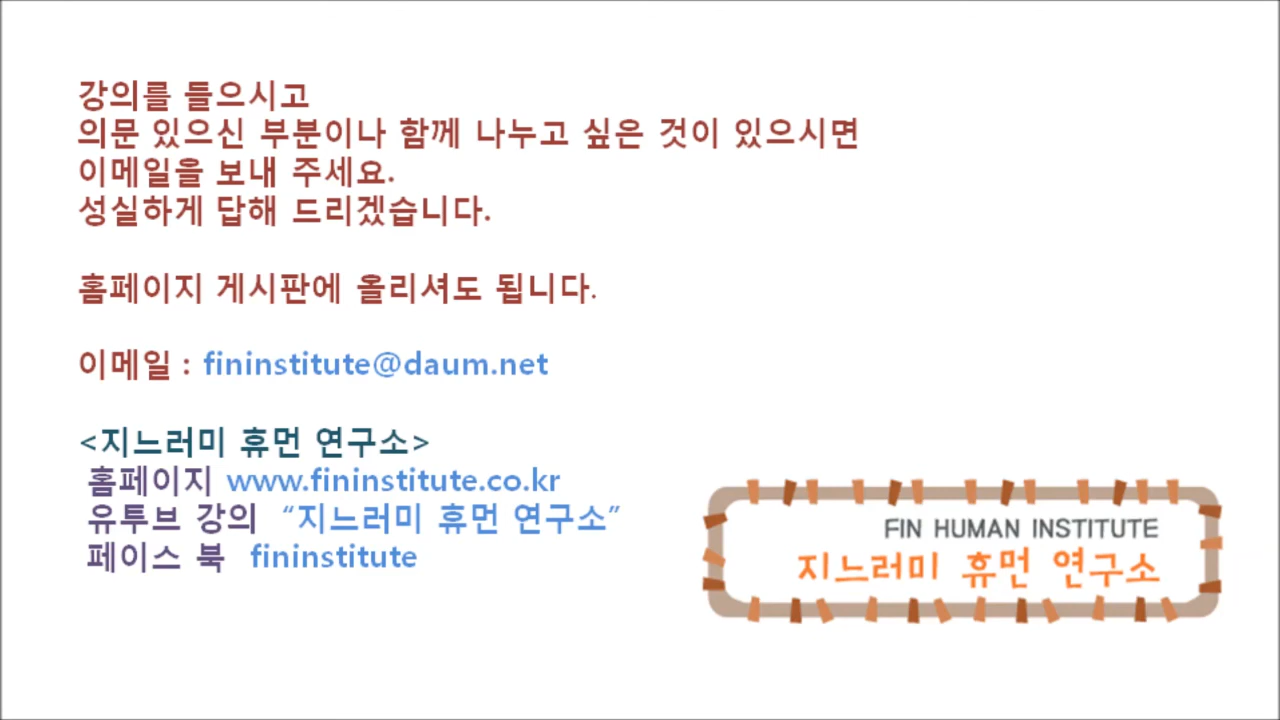 강의를 들으시고
의문 있으신 부분이나 함께 나누고 싶은 것이 있으시면
이메일을 보내 주세요.
성실하게 답해 드리겠습니다.
홈페이지 게시판에 올리셔도 됩니다.
이메일 : fininstitute@daum.net
<지느러미 휴먼 연구소>
홈페이지 www.fininstitute.co.kr
유투브 강의 “지느러미 휴먼 연구소”
페이스 북 fininstitute
FIN HUMAN INSTITUTE
지느러미 휴먼 연구소